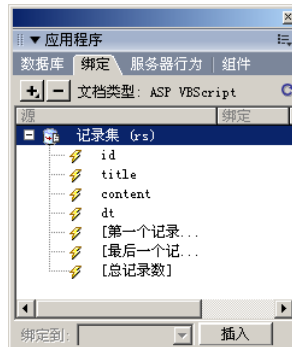 应用程序
数据库 绑定 服务器行为 组件
文档类型: ASP VBScript
源 绑定
记录集 (rs)
id
title
content
dt
[第一个记录...
[最后一个记...
[总记录数]
绑定到: 插入